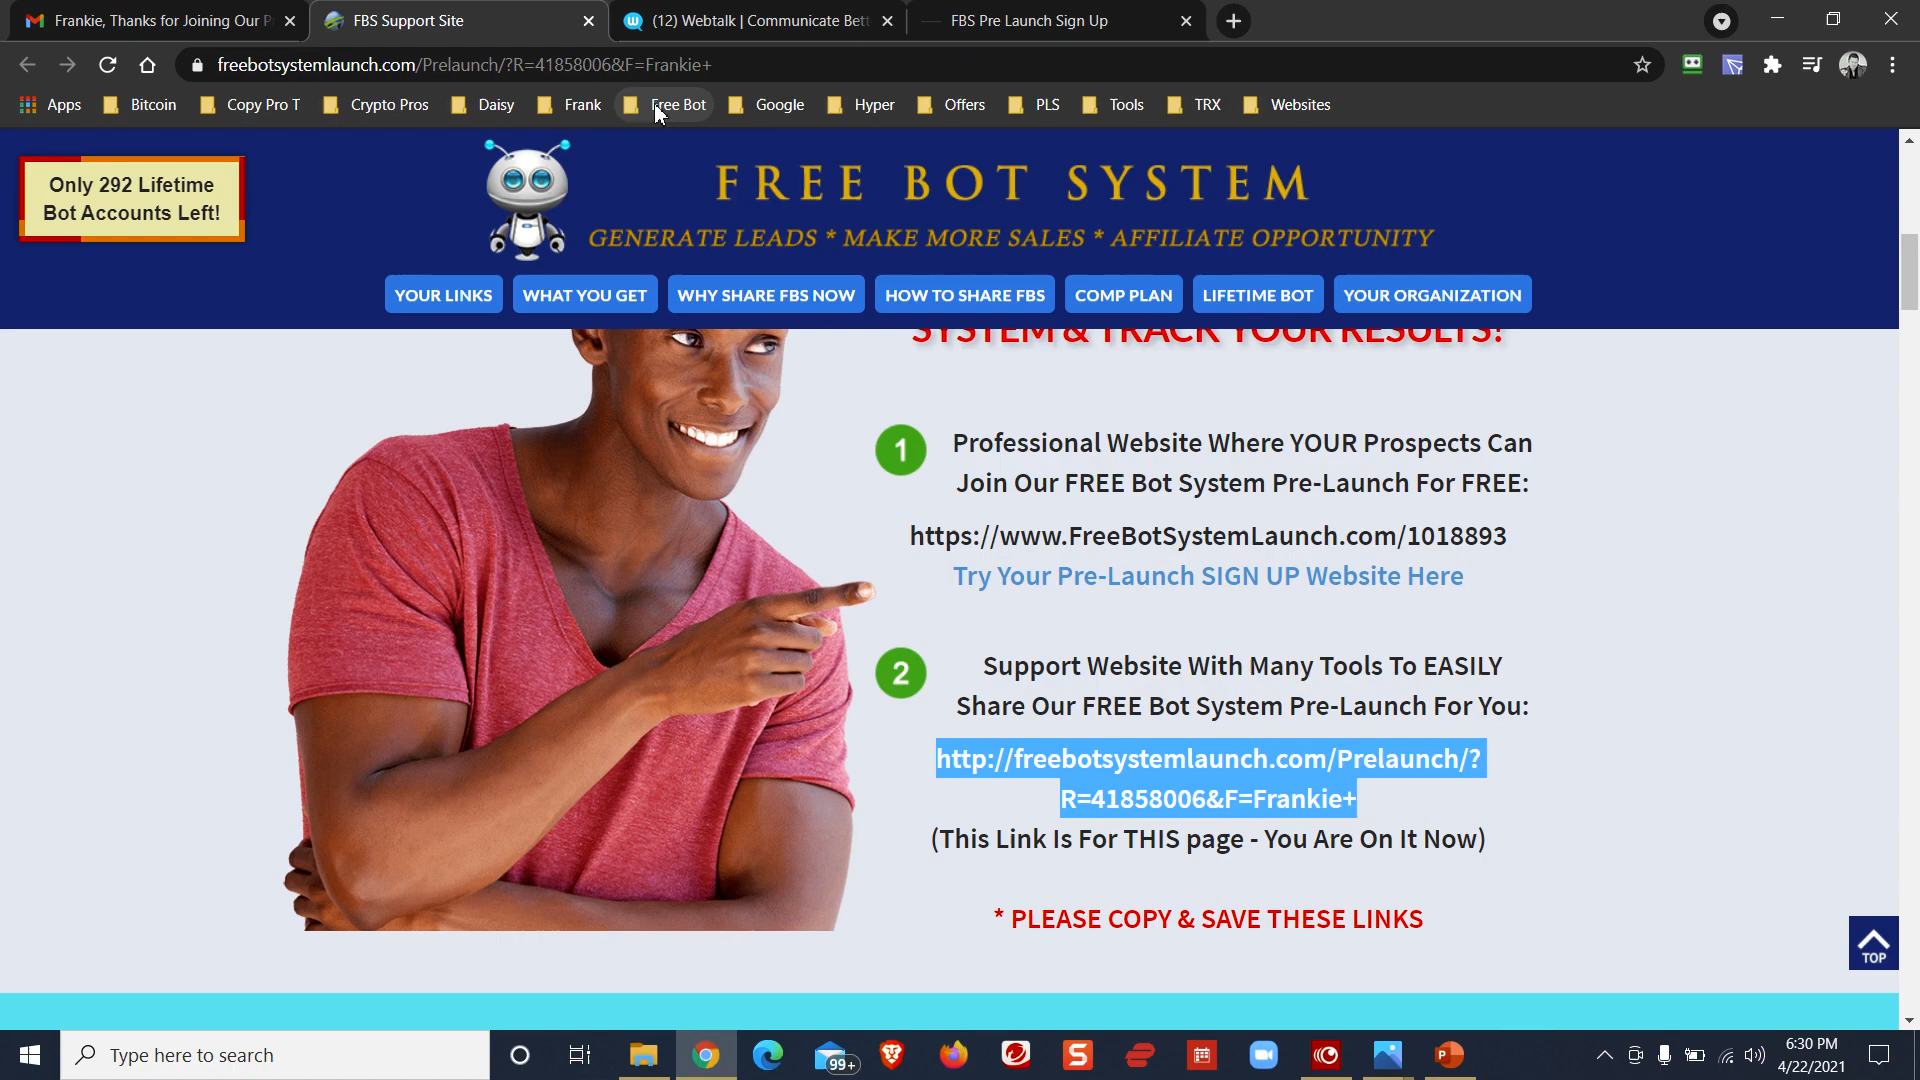 Frankie, Thanks for Joining Our P
FBS Support Site
(12) Webtalk | Communicate Bett
FBS Pre Launch Sign Up
freebotsystemlaunch.com/Prelaunch/?R=41858006&F=Frankie+
Apps
Bitcoin
Copy Pro T
Crypto Pros
Daisy
Frank
Free Bot
Google
Hyper
Offers
PLS
Tools
TRX
Websites
Only 292 Lifetime
Bot Accounts Left!
FREE BOT SYSTEM
GENERATE LEADS * MAKE MORE SALES * AFFILIATE OPPORTUNITY
YOUR LINKS
WHAT YOU GET
WHY SHARE FBS NOW
HOW TO SHARE FBS
COMP PLAN
LIFETIME BOT
YOUR ORGANIZATION
SYSTEM & TRACK YOUR RESULTS!
1
Professional Website Where YOUR Prospects Can
Join Our FREE Bot System Pre-Launch For FREE:
https://www.FreeBotSystemLaunch.com/1018893
Try Your Pre-Launch SIGN UP Website Here
2
Support Website With Many Tools To EASILY
Share Our FREE Bot System Pre-Launch For You:
http://freebotsystemlaunch.com/Prelaunch/?
R=41858006&F=Frankie+
(This Link Is For THIS page - You Are On It Now)
* PLEASE COPY & SAVE THESE LINKS
TOP
Type here to search
99+
6:30 PM
4/22/2021